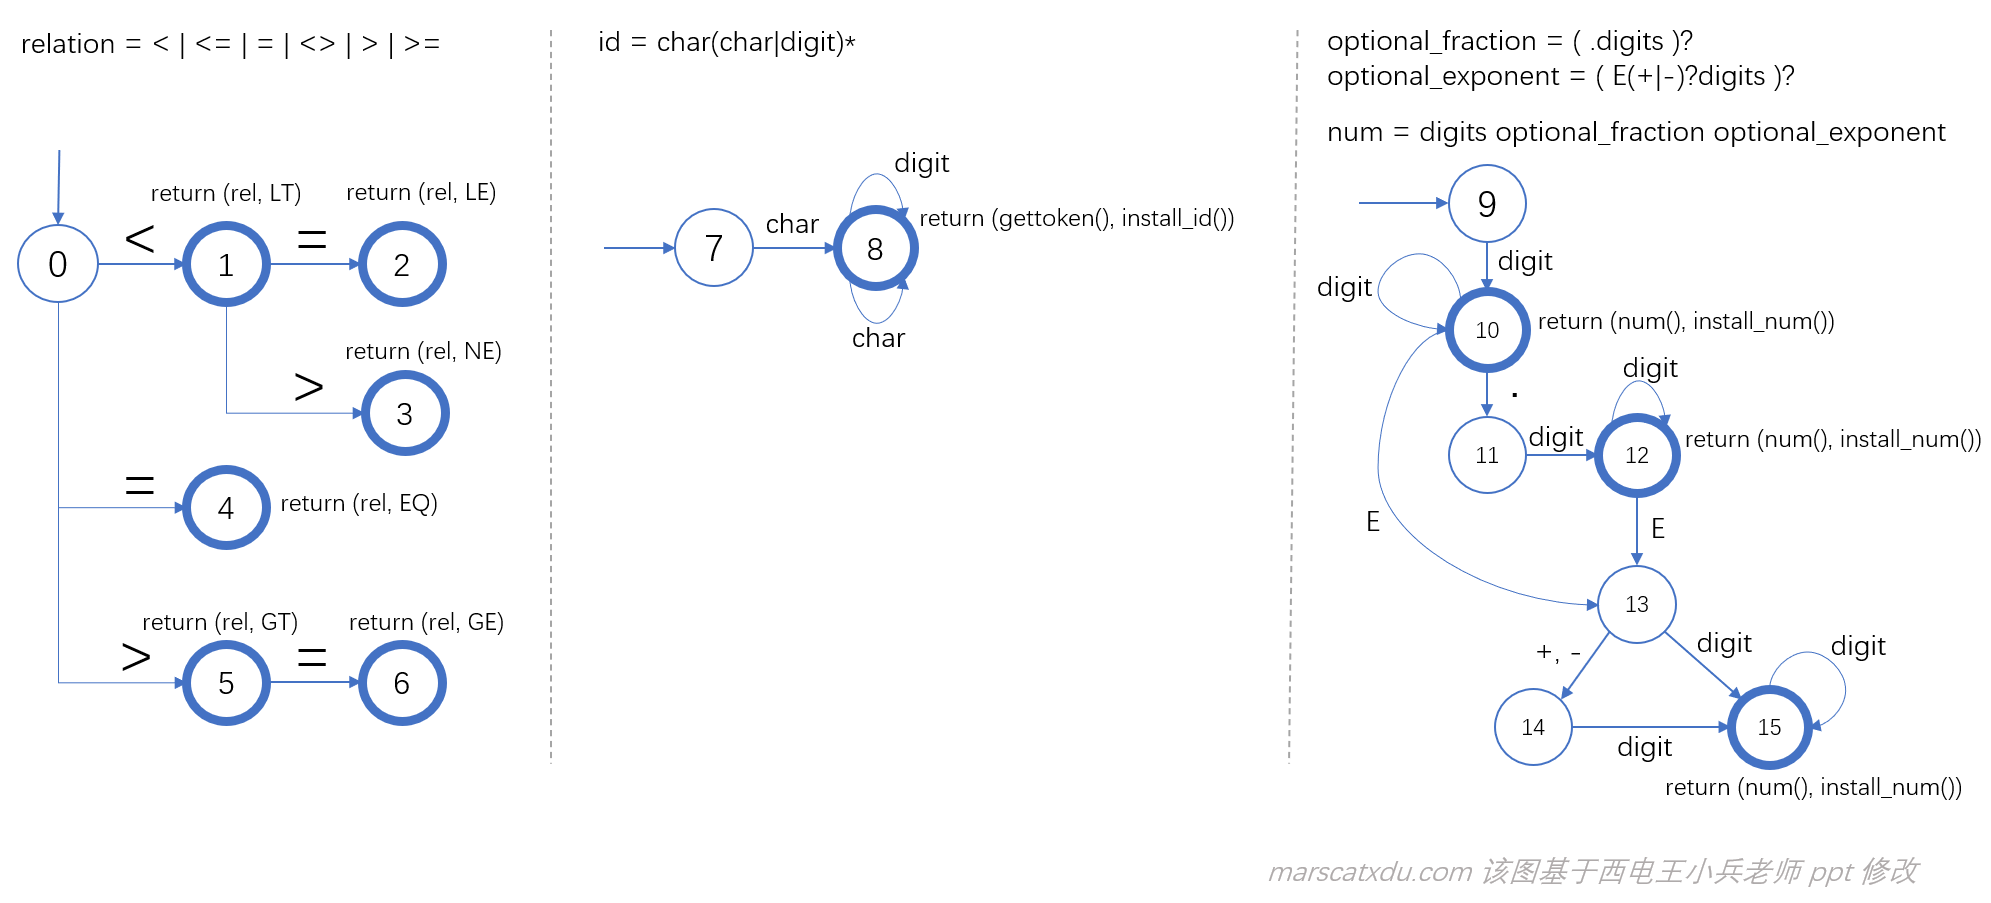 relation = < | <= | = | <> | > | >=
return (rel, LT)
return (rel, LE)
0
<
1
=
2
return (rel, NE)
>
3
=
4
return (rel, EQ)
return (rel, GT)
return (rel, GE)
>
5
=
6
id = char(char|digit)*
digit
7
char
8
return (gettoken(), install_id())
char
optional_fraction = ( .digits )?
optional_exponent = ( E(+|-)?digits )?
num = digits optional_fraction optional_exponent
9
digit
digit
10
return (num(), install_num())
.
digit
11
digit
12
return (num(), install_num())
E
E
13
+, -
digit
digit
14
digit
15
return (num(), install_num())
marscatxdu.com 该图基于西电王小兵老师 ppt 修改